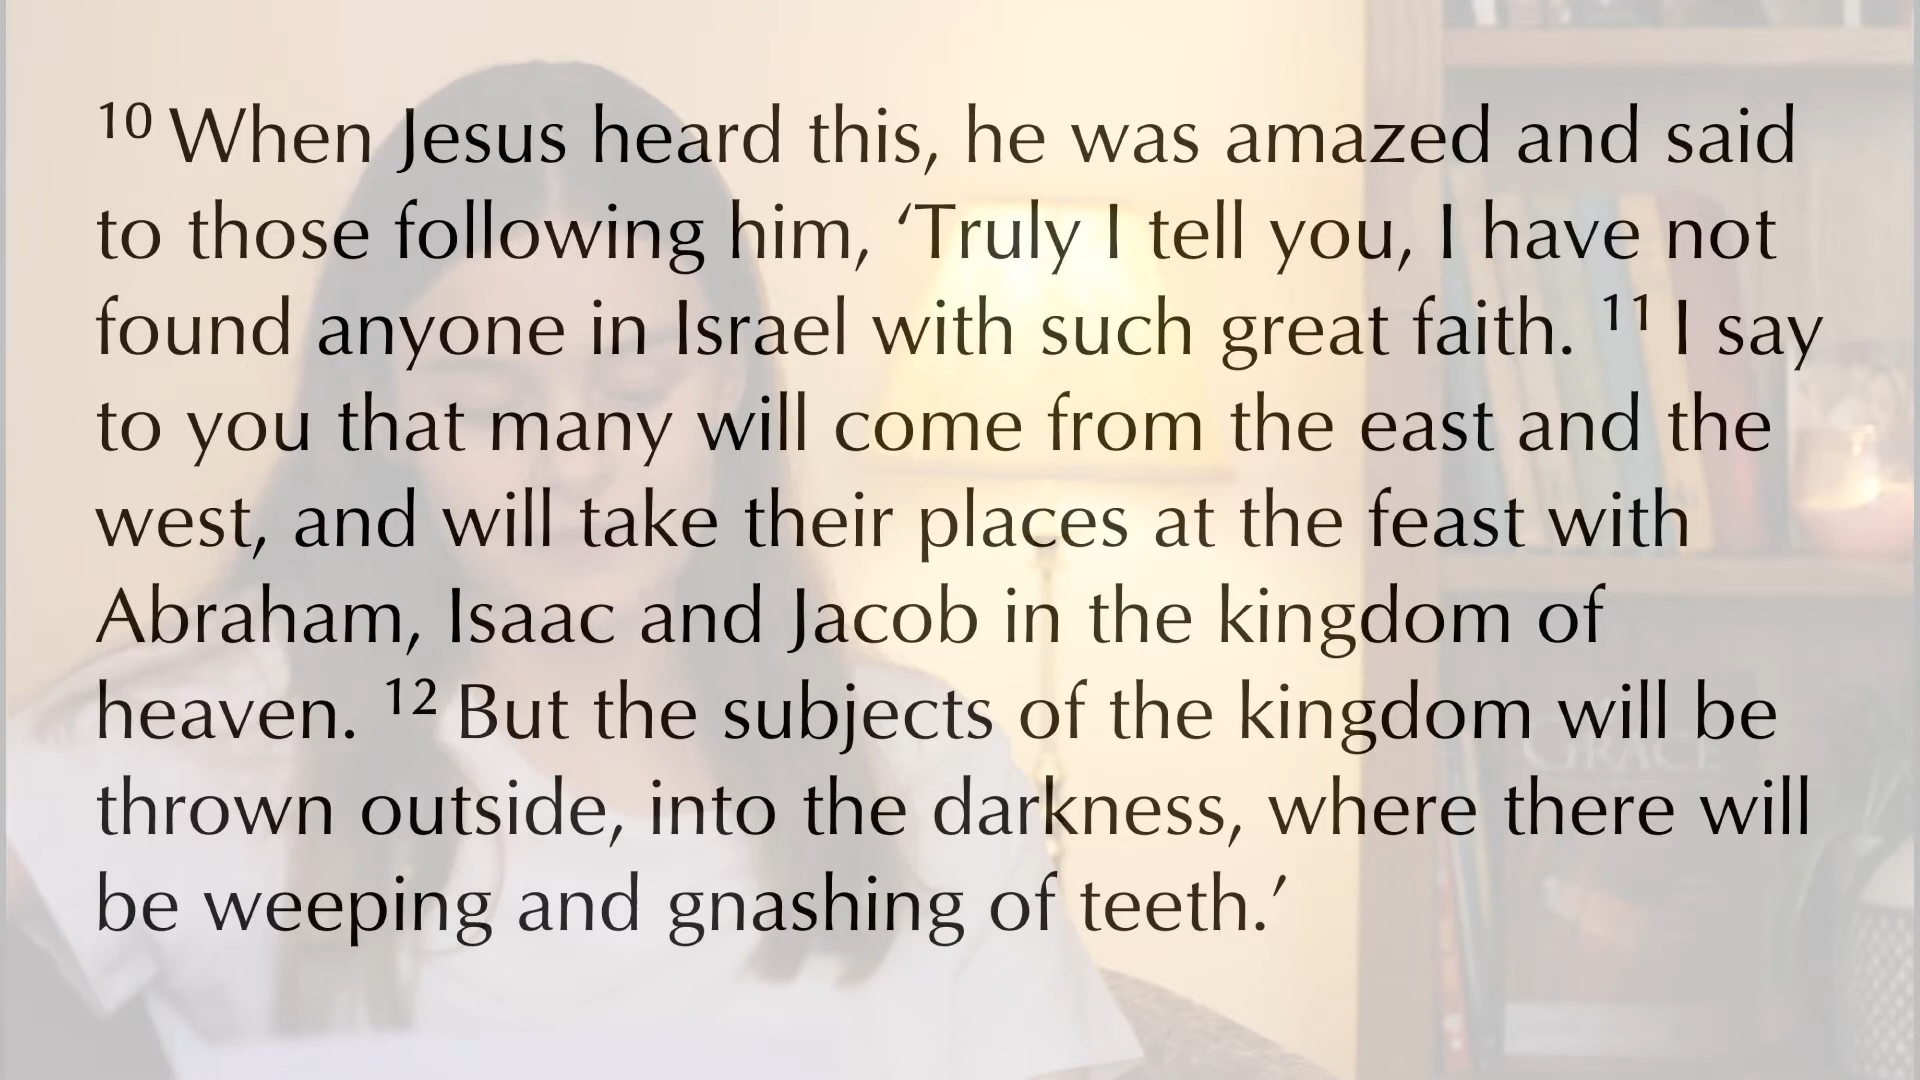 ¹⁰ When Jesus heard this, he was amazed and said
to those following him, ‘Truly I tell you, I have not
found anyone in Israel with such great faith. ¹¹ I say
to you that many will come from the east and the
west, and will take their places at the feast with
Abraham, Isaac and Jacob in the kingdom of
heaven. ¹² But the subjects of the kingdom will be
thrown outside, into the darkness, where there will
be weeping and gnashing of teeth.’
GRACE